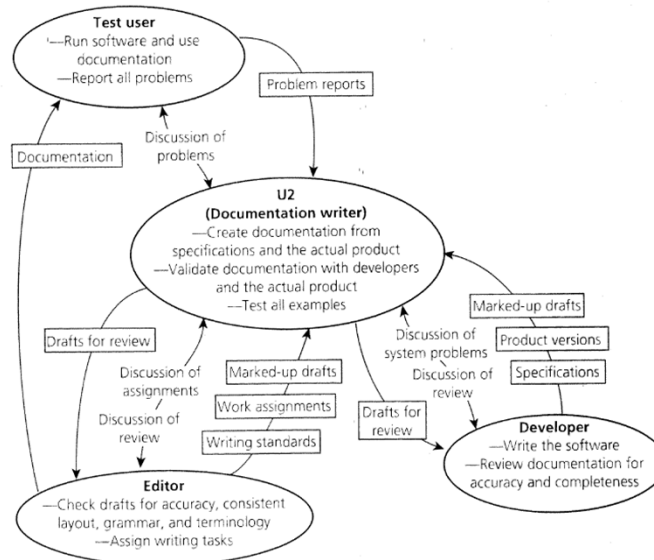 Test user
—Run software and use
documentation
—Report all problems
Problem reports
Documentation
Discussion of
problems
U2
(Documentation writer)
—Create documentation from
specifications and the actual product
—Validate documentation with developers
and the actual product
—Test all examples
Drafts for review
Discussion of
assignments
Discussion of
review
Marked-up drafts
Work assignments
Writing standards
Discussion of
system problems
Discussion of
review
Drafts for
review
Marked-up drafts
Product versions
Specifications
Editor
—Check drafts for accuracy, consistent
layout, grammar, and terminology
—Assign writing tasks
Developer
—Write the software
—Review documentation for
accuracy and completeness